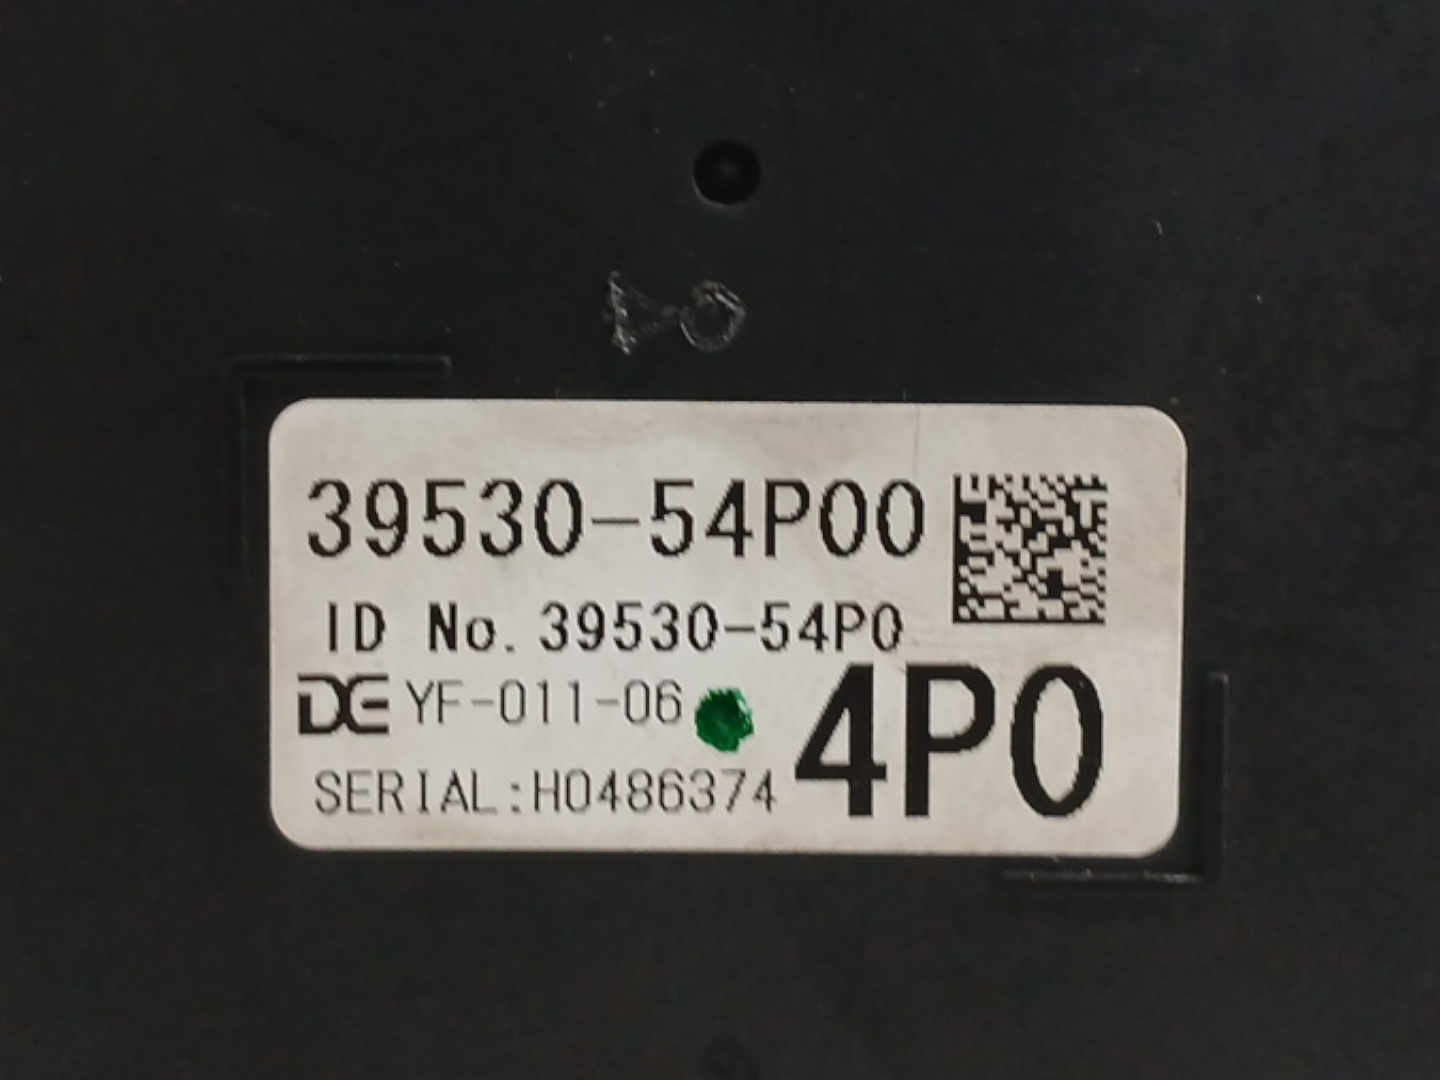 39530-54P00
ID No. 39530-54P0
DE YF-011-06
4P0
SERIAL:H0486374